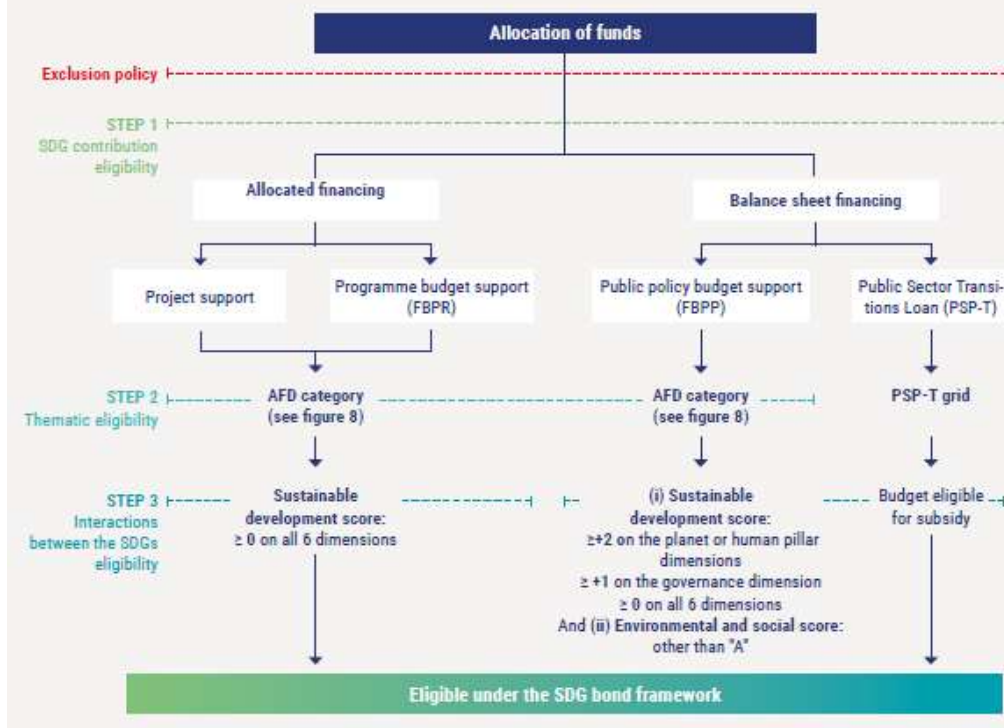 Allocation of funds
Exclusion policy
STEP 1
SDG contribution
eligibility
Allocated financing
Balance sheet financing
Project support
Programme budget support
(FBPR)
Public policy budget support
(FBPP)
Public Sector Transi-
tions Loan (PSP-T)
STEP 2
Thematic eligibility
AFD category
(see figure 8)
AFD category
(see figure 8)
PSP-T grid
STEP 3
Interactions
between the SDGs
eligibility
Sustainable
development score:
≥ 0 on all 6 dimensions
(i) Sustainable
development score:
≥+2 on the planet or human pillar
dimensions
≥ +1 on the governance dimension
≥ 0 on all 6 dimensions
And (ii) Environmental and social score:
other than "A"
Budget eligible
for subsidy
Eligible under the SDG bond framework